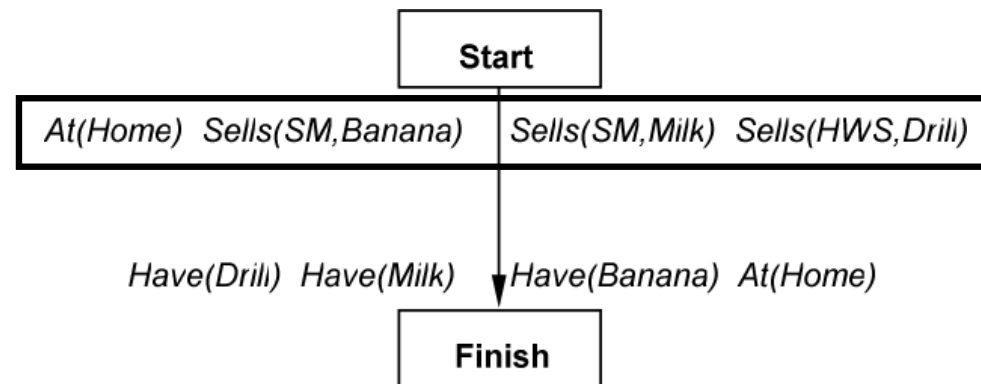 Start
At(Home) Sells(SM,Banana) Sells(SM,Milk) Sells(HWS,Drill)
Have(Drill) Have(Milk) Have(Banana) At(Home)
Finish